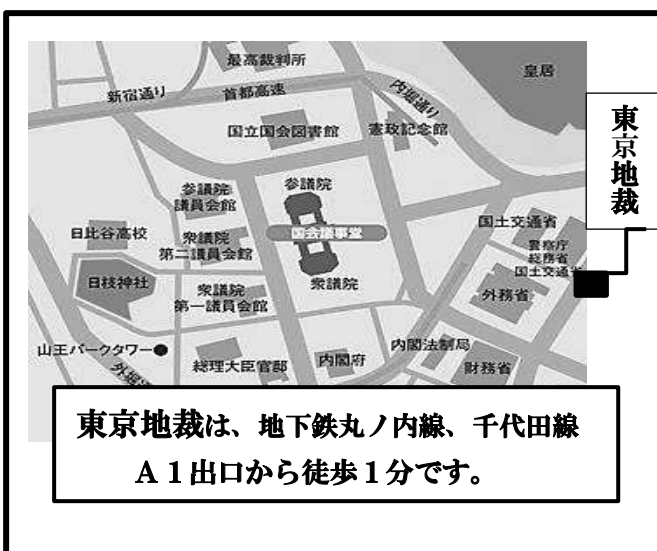 最高裁判所
皇居
新宿通り
首都高速
内堀通り
国立国会図書館
憲政記念館
東京地裁
参議院
議員会館
参議院
国会議事堂
衆議院
日比谷高校
衆議院
第二議員会館
国土交通省
警察庁
総務省
国土交通省
日枝神社
衆議院
第一議員会館
外務省
山王パークタワー
総理大臣官邸
内閣府
内閣法制局
財務省
東京地裁は、地下鉄丸ノ内線、千代田線
A1出口から徒歩1分です。